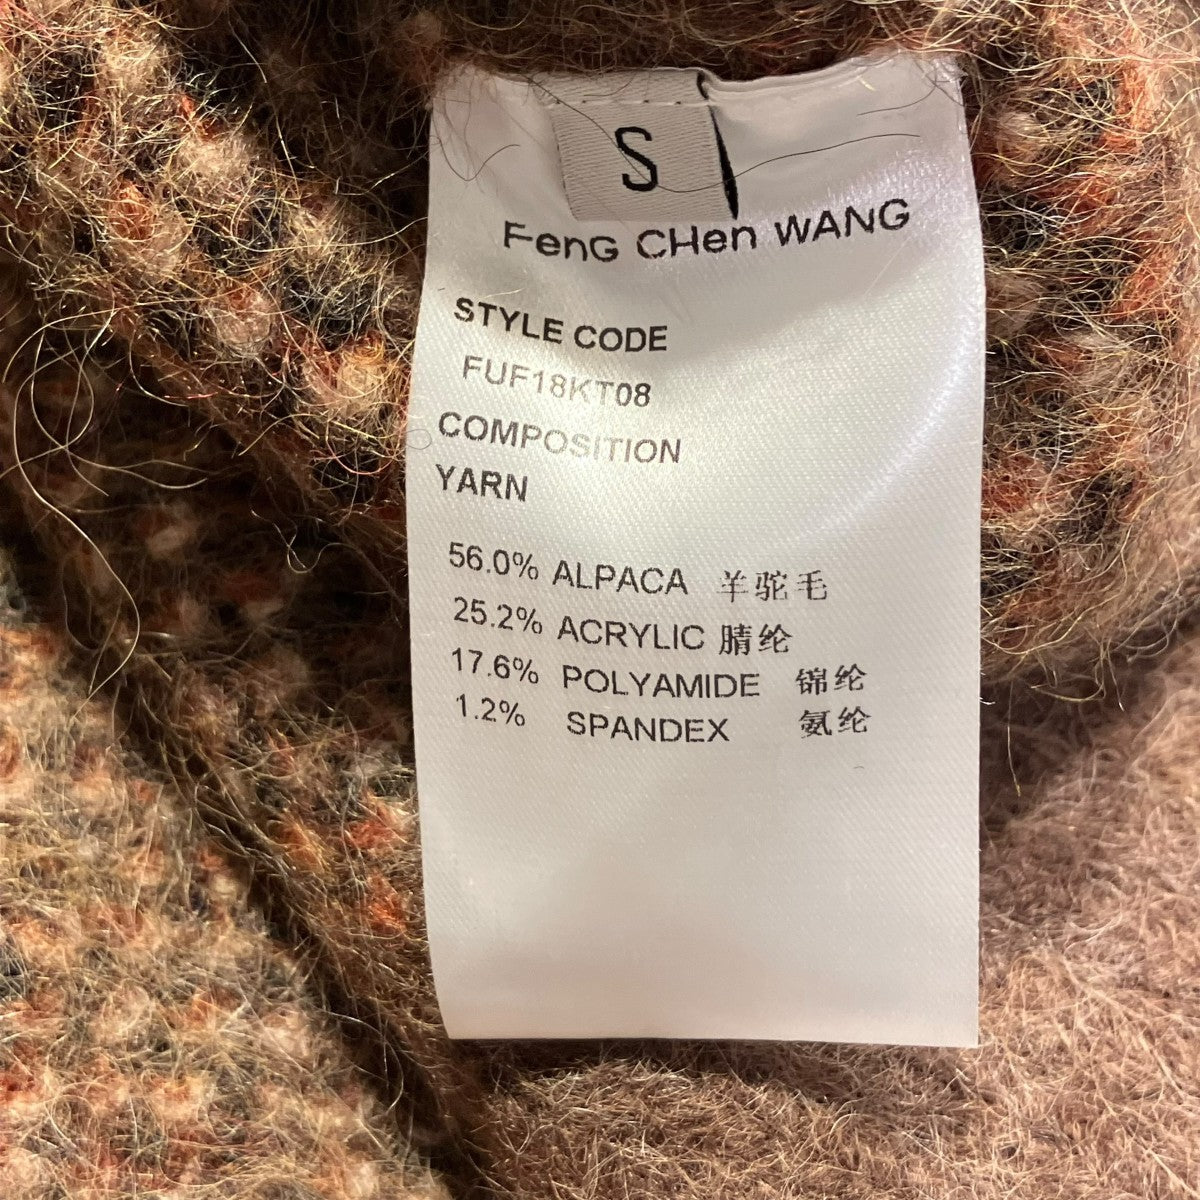 S
FenG CHen WANG
STYLE CODE
FUF18KT08
COMPOSITION
YARN
56.0% ALPACA 羊驼毛
25.2% ACRYLIC 腈纶
17.6% POLYAMIDE 锦纶
1.2% SPANDEX 氨纶